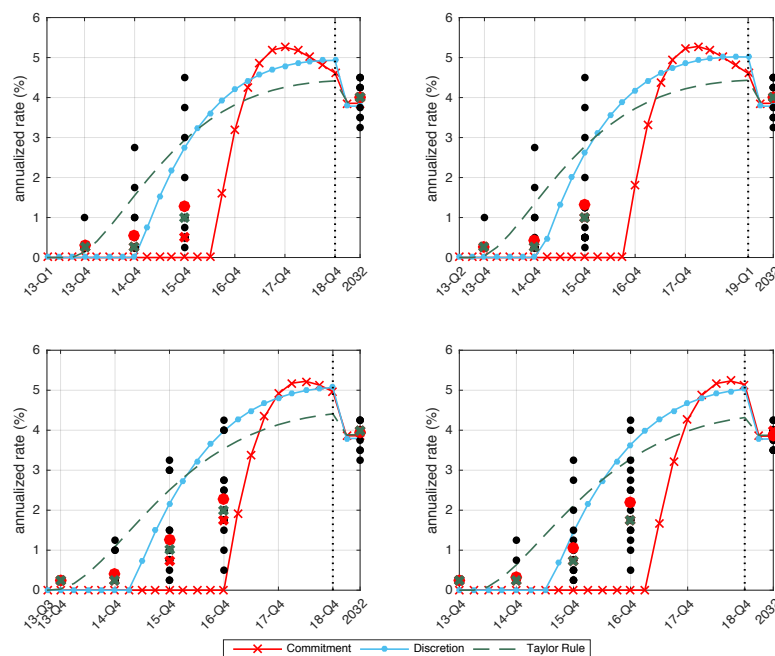 6
5
4
3
2
1
0
annualized rate (%)
13-Q1
13-Q4
14-Q4
15-Q4
16-Q4
17-Q4
18-Q4
2032
6
5
4
3
2
1
0
annualized rate (%)
13-Q2
13-Q4
14-Q4
15-Q4
16-Q4
17-Q4
19-Q1
2032
6
5
4
3
2
1
0
annualized rate (%)
13-Q3
13-Q4
14-Q4
15-Q4
16-Q4
17-Q4
18-Q4
2032
6
5
4
3
2
1
0
annualized rate (%)
13-Q4
14-Q4
15-Q4
16-Q4
17-Q4
18-Q4
2032
Commitment Discretion Taylor Rule